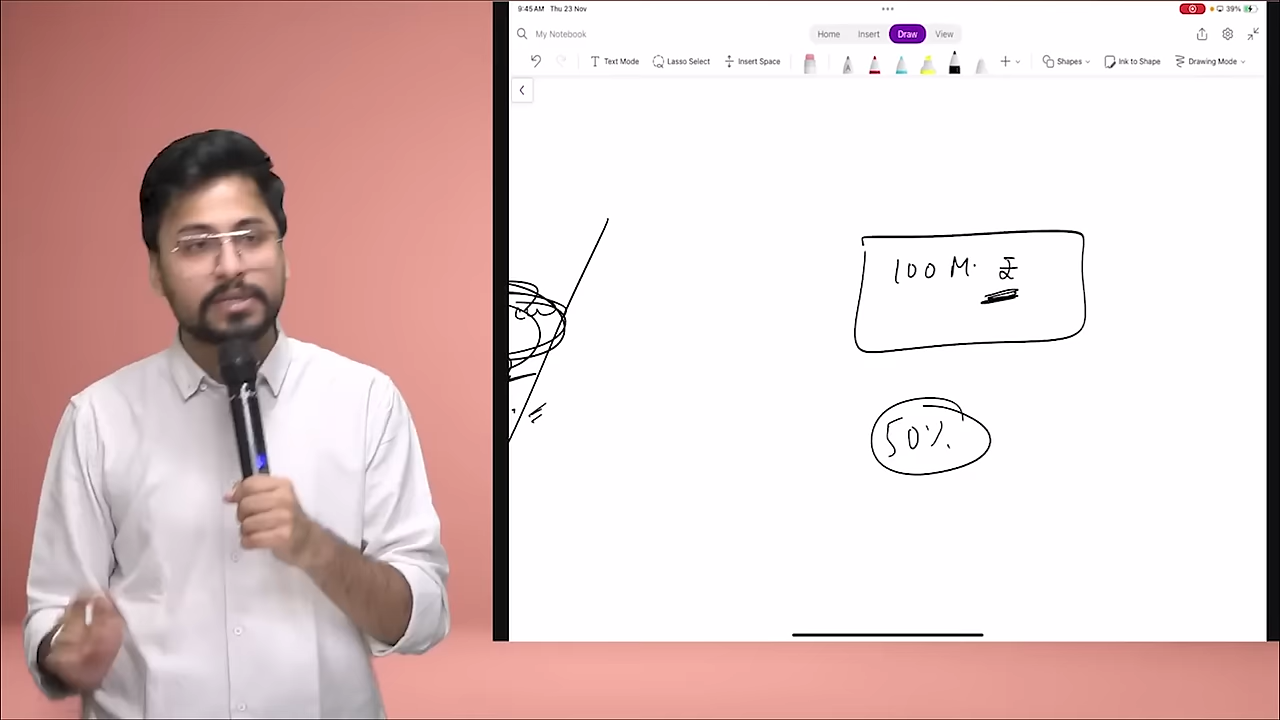 9:45 AM Thu 23 Nov
39%
My Notebook
Home Insert Draw View
Text Mode Lasso Select Insert Space Shapes Ink to Shape Drawing Mode
100 M.
50%